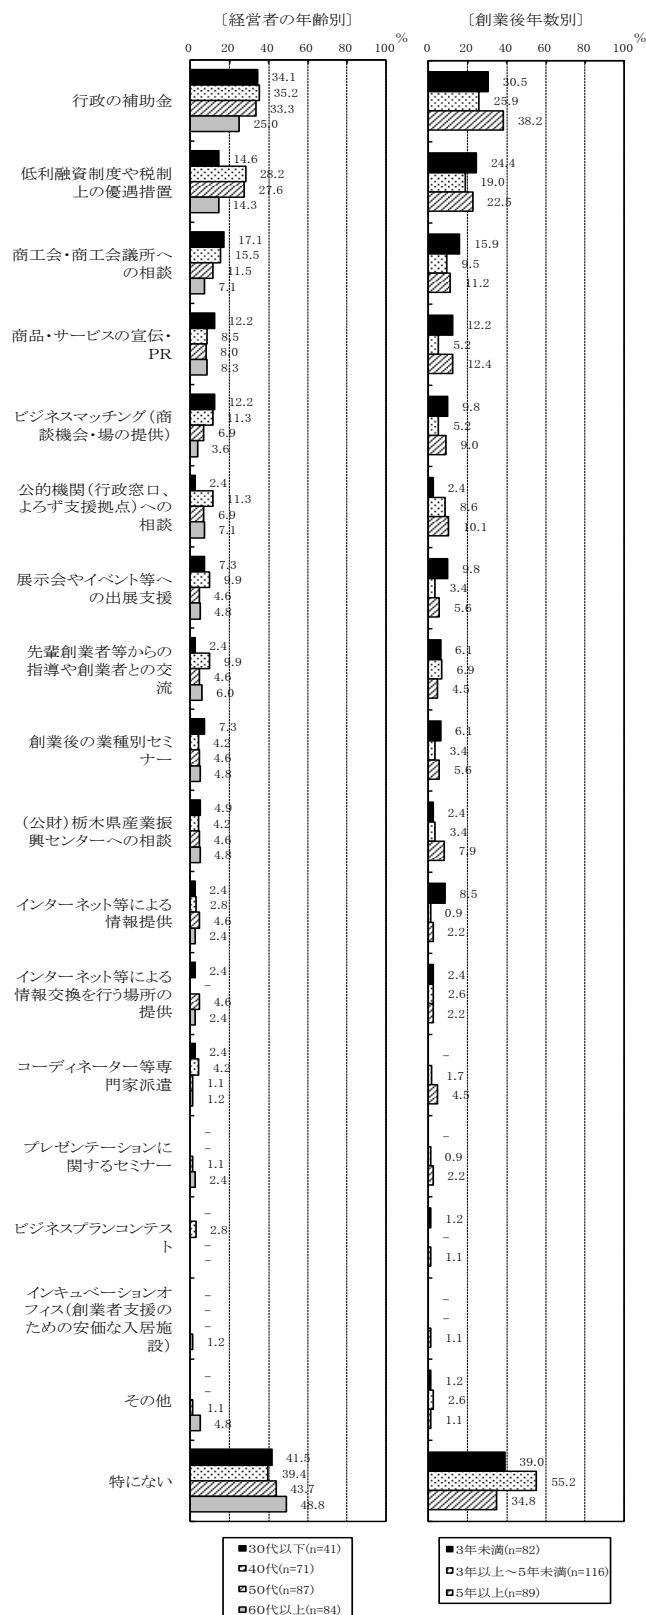 〔経営者の年齢別〕
〔創業後年数別〕
%
%
0 20 40 60 80 100
0 20 40 60 80 100
行政の補助金
34.1
35.2
33.3
25.0
30.5
25.9
38.2
低利融資制度や税制
上の優遇措置
14.6
28.2
27.6
14.3
24.4
19.0
22.5
商工会・商工会議所へ
の相談
17.1
15.5
11.5
7.1
15.9
9.5
11.2
商品・サービスの宣伝・
PR
12.2
8.5
8.0
8.3
12.2
5.2
12.4
ビジネスマッチング(商
談機会・場の提供)
12.2
11.3
6.9
3.6
9.8
5.2
9.0
公的機関(行政窓口、
よろず支援拠点)への
相談
2.4
11.3
6.9
7.1
2.4
8.6
10.1
展示会やイベント等へ
の出展支援
7.3
9.9
4.6
4.8
9.8
3.4
5.6
先輩創業者等からの
指導や創業者との交
流
2.4
9.9
4.6
6.0
6.1
6.9
4.5
創業後の業種別セミ
ナー
7.3
4.2
4.6
4.8
6.1
3.4
5.6
(公財)栃木県産業振
興センターへの相談
4.9
4.2
4.6
4.8
2.4
3.4
7.9
インターネット等による
情報提供
2.4
2.8
4.6
2.4
8.5
0.9
2.2
インターネット等による
情報交換を行う場所の
提供
2.4
–
4.6
2.4
2.4
2.6
2.2
コーディネーター等専
門家派遣
2.4
4.2
1.1
1.2
–
1.7
4.5
プレゼンテーションに
関するセミナー
–
–
1.1
2.4
–
0.9
2.2
ビジネスプランコンテス
ト
–
2.8
–
–
1.2
–
1.1
インキュベーションオ
フィス(創業者支援の
ための安価な入居施
設)
–
–
–
1.2
–
–
1.1
その他
–
–
1.1
4.8
1.2
2.6
1.1
特にない
41.5
39.4
43.7
48.8
39.0
55.2
34.8
30代以下(n=41)
40代(n=71)
50代(n=87)
60代以上(n=84)
3年未満(n=82)
3年以上~5年未満(n=116)
5年以上(n=89)